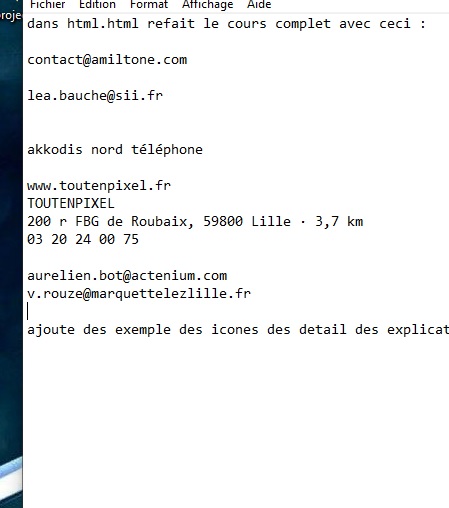 Fichier Edition Format Affichage Aide
dans html.html refait le cours complet avec ceci :
contact@amiltone.com
lea.bauche@sii.fr
akkodis nord téléphone
www.toutenpixel.fr
TOUTENPIXEL
200 r FBG de Roubaix, 59800 Lille · 3,7 km
03 20 24 00 75
aurelien.bot@actenium.com
v.rouze@marquettelezlille.fr
ajoute des exemple des icones des detail des explicat